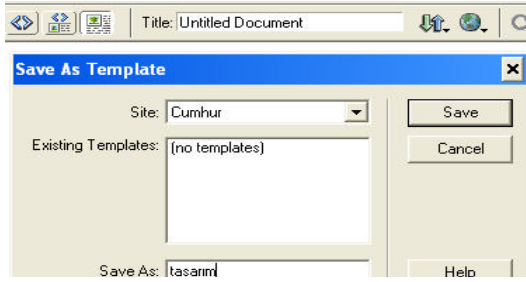 Title: Untitled Document
Save As Template
Site: Cumhur
Save
Existing Templates: (no templates)
Cancel
Save As: tasarım
Help